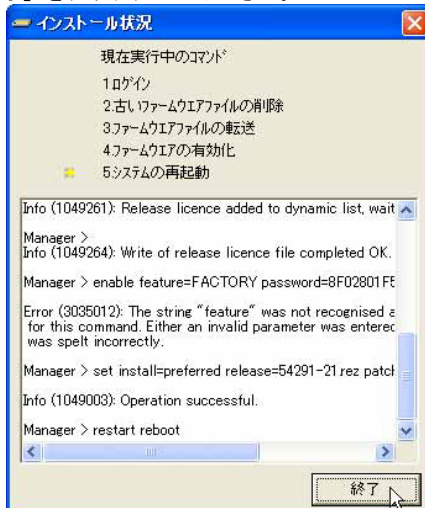 インストール状況
現在実行中のコマンド
1.ログイン
2.古いファームウエアファイルの削除
3.ファームウエアファイルの転送
4.ファームウエアの有効化
5.システムの再起動
Info (1049261): Release licence added to dynamic list, wait
Manager >
Info (1049264): Write of release licence file completed OK.
Manager > enable feature=FACTORY password=8F02801F5
Error (3035012): The string "feature" was not recognised a
for this command. Either an invalid parameter was entered
was spelt incorrectly.
Manager > set install=preferred release=54291-21.rez patch
Info (1049003): Operation successful.
Manager > restart reboot
終了